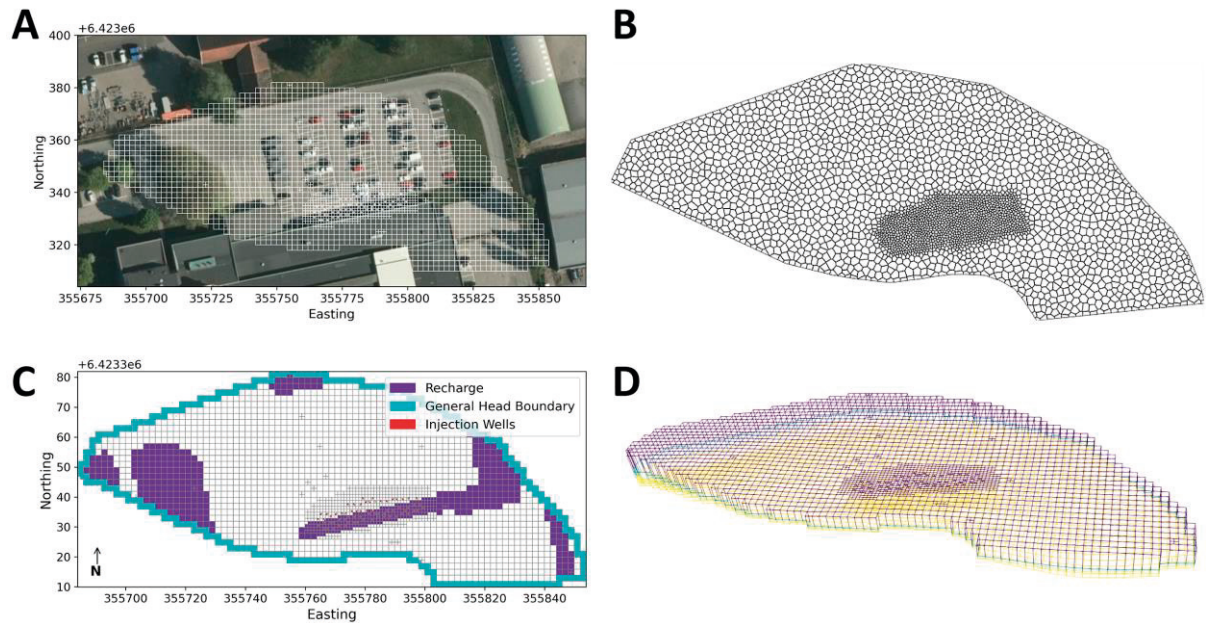 A
+6.423e6
400
380
360
340
320
Northing
355675 355700 355725 355750 355775 355800 355825 355850
Easting
B
C
+6.4233e6
80
70
60
50
40
30
20
10
Northing
Recharge
General Head Boundary
Injection Wells
N
355700 355720 355740 355760 355780 355800 355820 355840
Easting
D